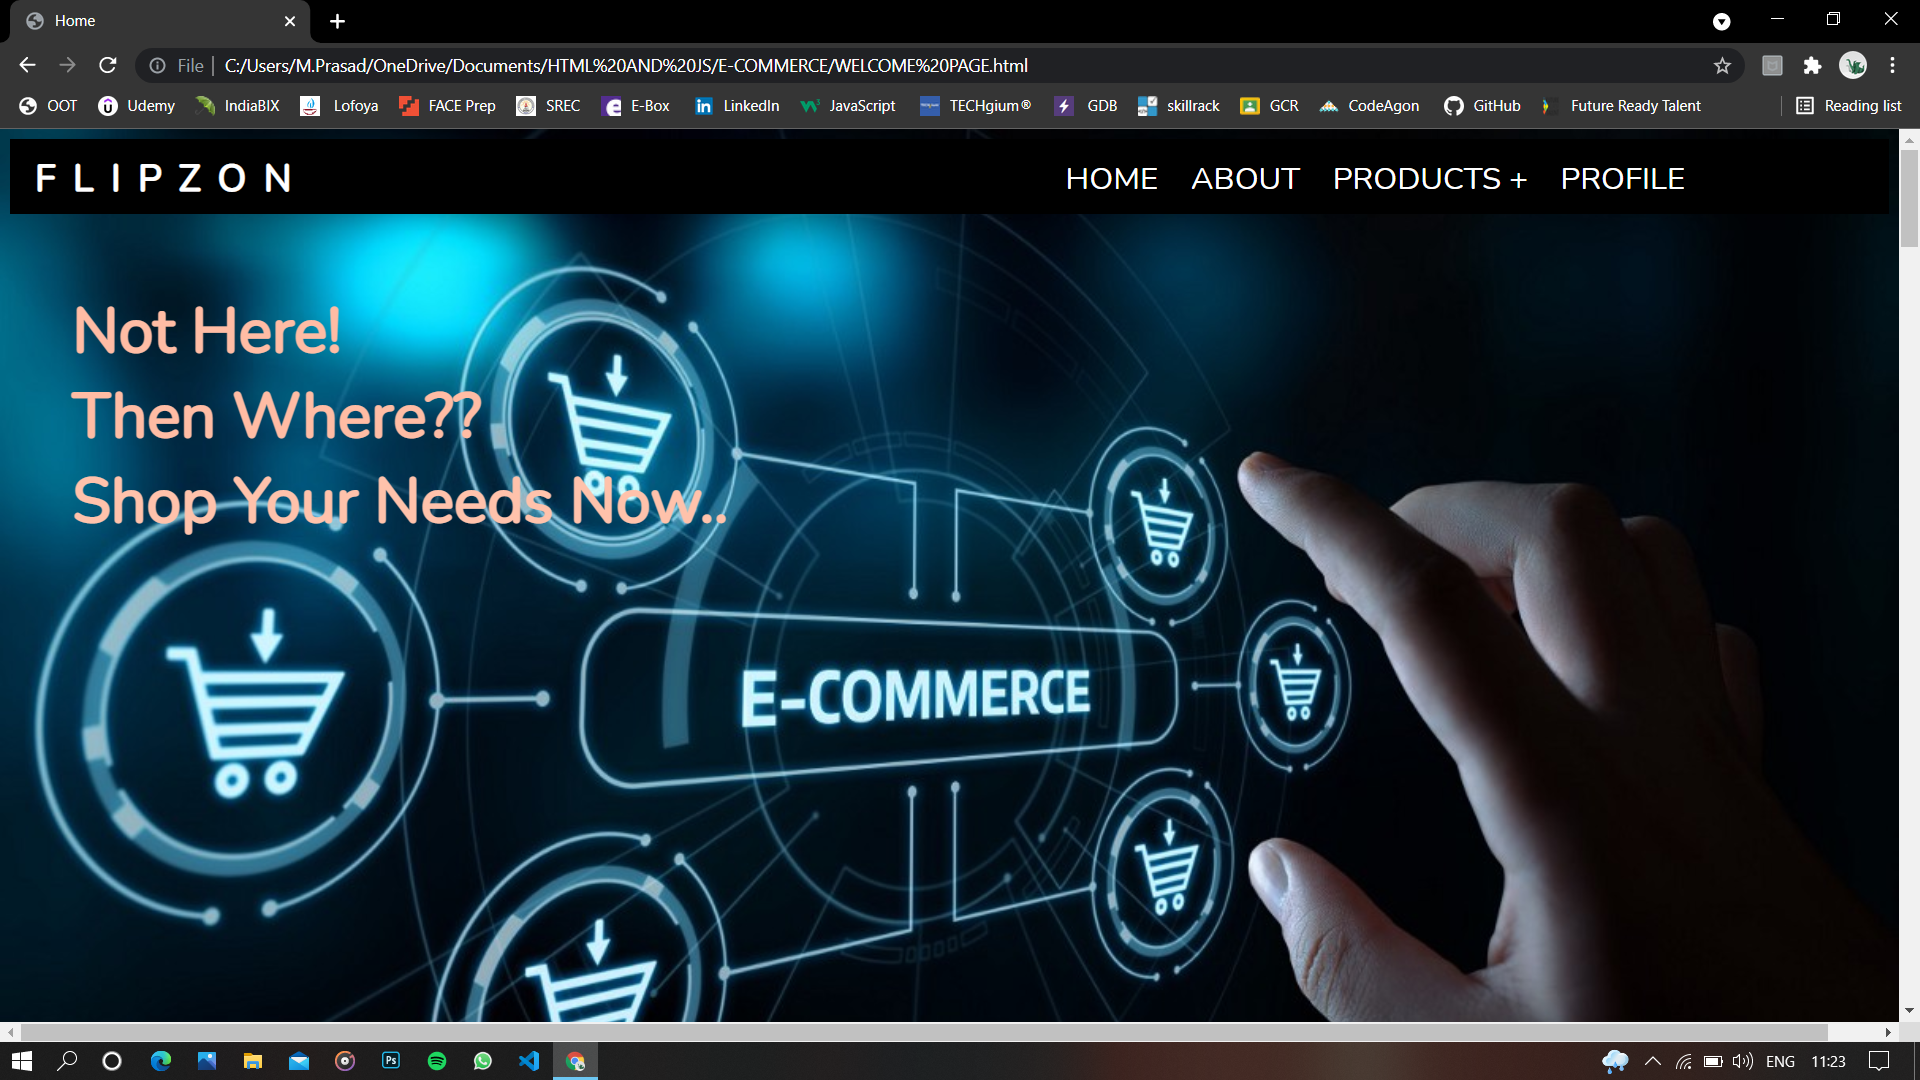 Home
File
C:/Users/M.Prasad/OneDrive/Documents/HTML%20AND%20JS/E-COMMERCE/WELCOME%20PAGE.html
OOT Udemy IndiaBIX Lofoya FACE Prep SREC E-Box LinkedIn JavaScript TECHgium® GDB skillrack GCR CodeAgon GitHub Future Ready Talent Reading list
FLIPZON
HOME ABOUT PRODUCTS + PROFILE
Not Here!
Then Where??
Shop Your Needs Now..
E-COMMERCE
Ps
ENG 11:23